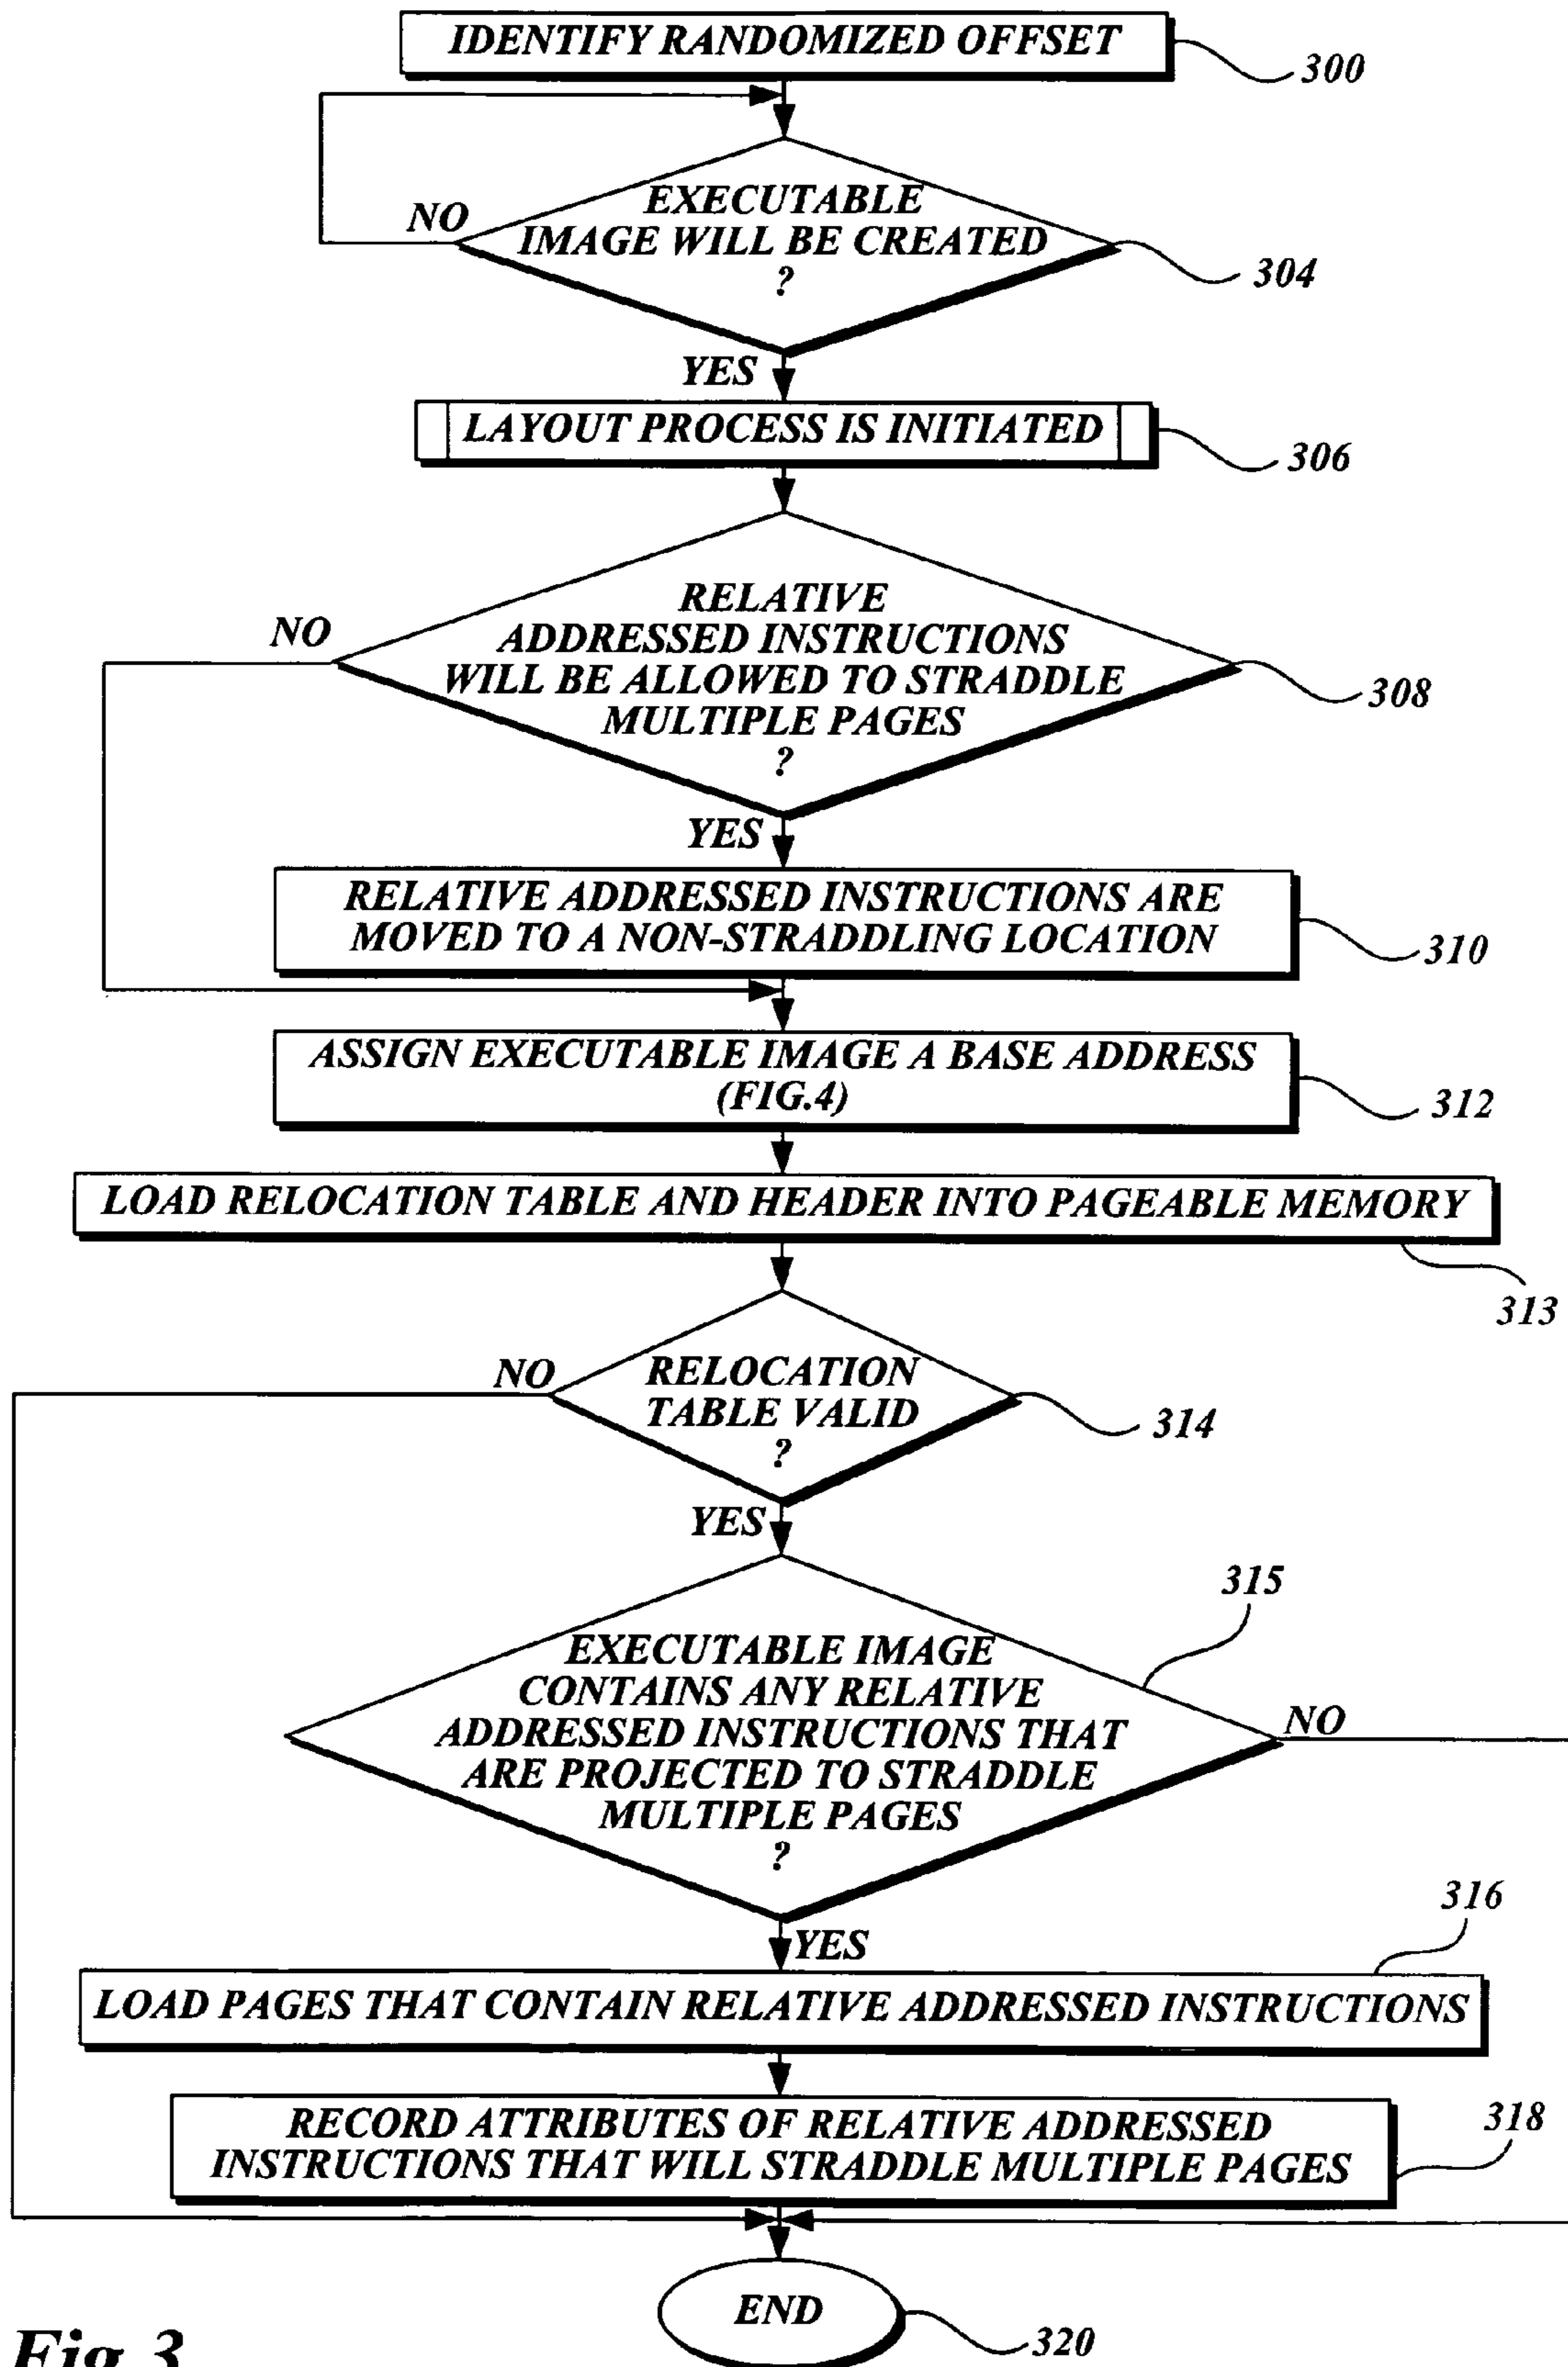 IDENTIFY RANDOMIZED OFFSET
300
EXECUTABLE
IMAGE WILL BE CREATED
?
NO
304
YES
LAYOUT PROCESS IS INITIATED
306
RELATIVE
ADDRESSED INSTRUCTIONS
WILL BE ALLOWED TO STRADDLE
MULTIPLE PAGES
?
NO
308
YES
RELATIVE ADDRESSED INSTRUCTIONS ARE
MOVED TO A NON-STRADDLING LOCATION
310
ASSIGN EXECUTABLE IMAGE A BASE ADDRESS
(FIG.4)
312
LOAD RELOCATION TABLE AND HEADER INTO PAGEABLE MEMORY
313
NO
RELOCATION
TABLE VALID
?
314
YES
315
EXECUTABLE IMAGE
CONTAINS ANY RELATIVE
ADDRESSED INSTRUCTIONS THAT
ARE PROJECTED TO STRADDLE
MULTIPLE PAGES
?
NO
316
YES
LOAD PAGES THAT CONTAIN RELATIVE ADDRESSED INSTRUCTIONS
RECORD ATTRIBUTES OF RELATIVE ADDRESSED
INSTRUCTIONS THAT WILL STRADDLE MULTIPLE PAGES
318
END
320
Fig. 3